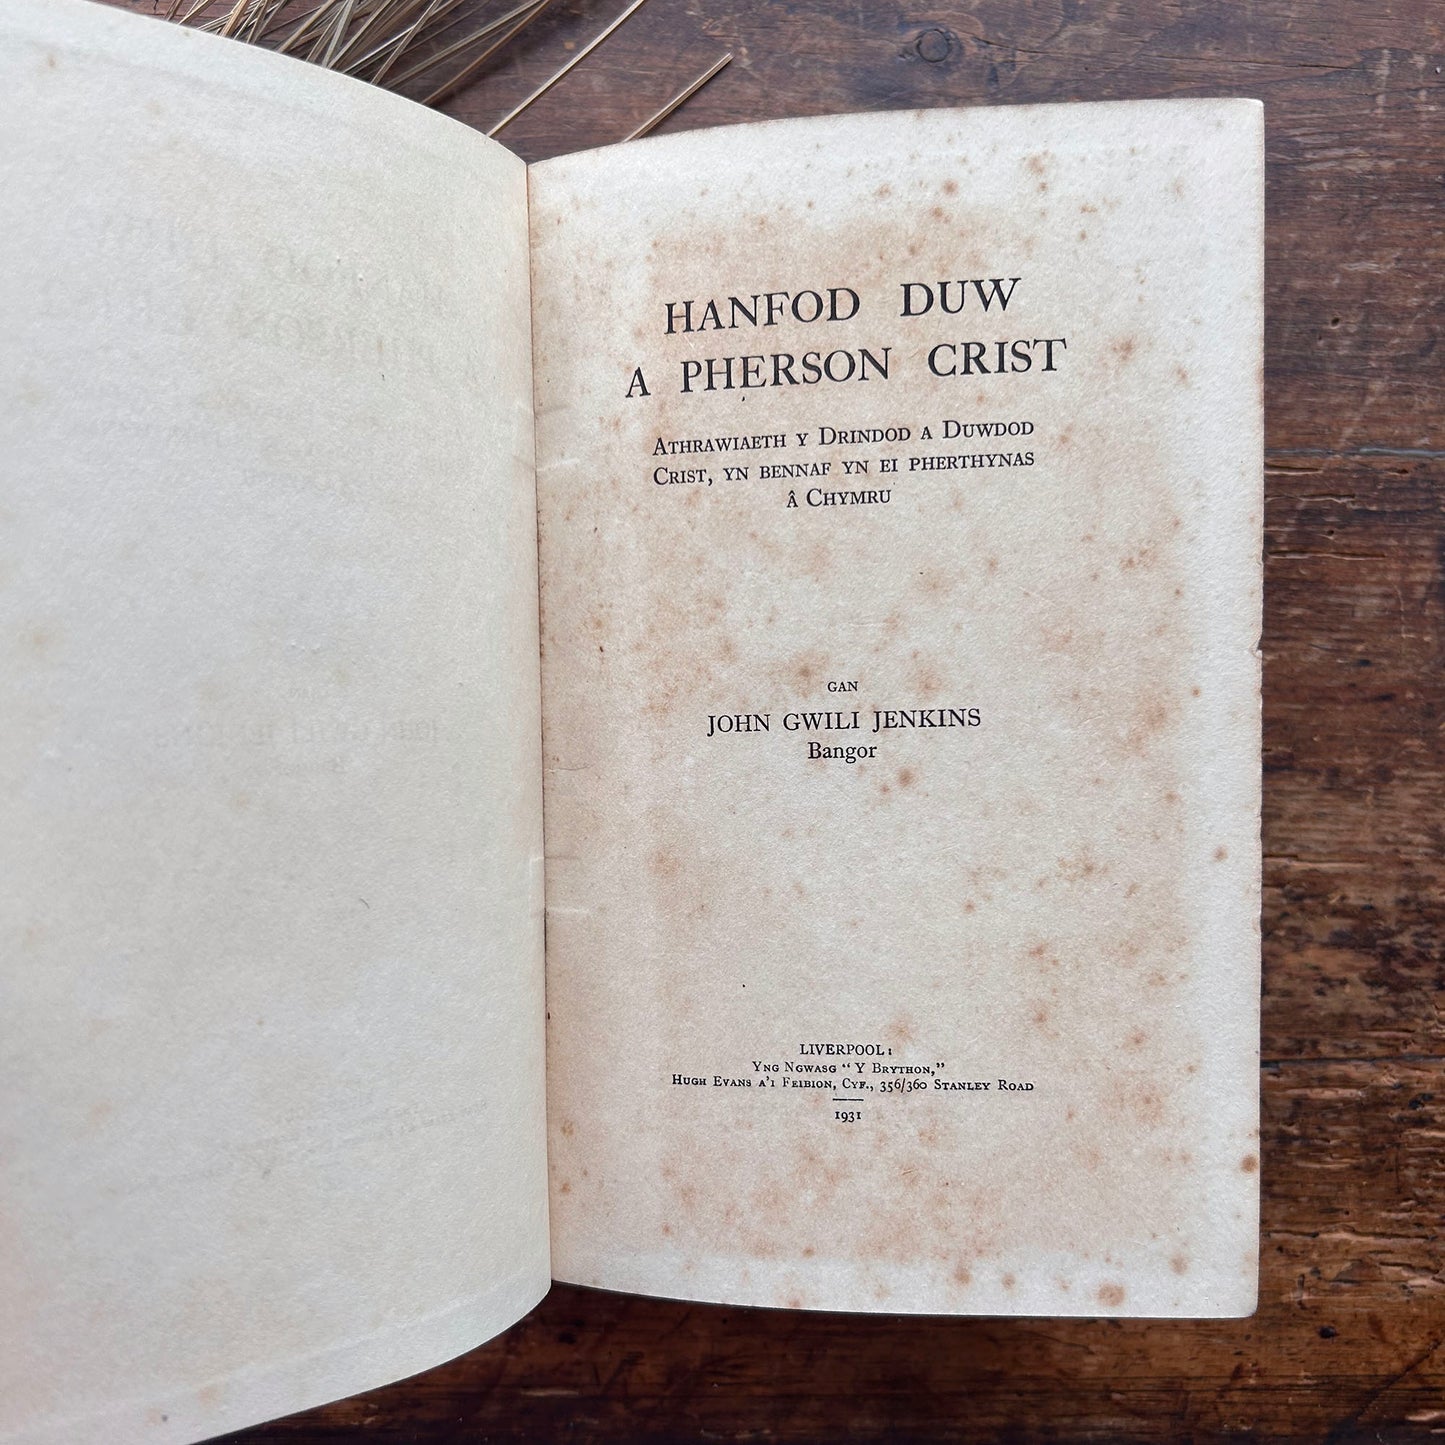 HANFOD DUW
A PHERSON CRIST
ATHRAWIAETH Y DRINDOD A DUWDOD
CRIST, YN BENNAF YN EI PHERTHYNAS
Â CHYMRU
GAN
JOHN GWILI JENKINS
Bangor
LIVERPOOL:
YNG NGWASG "Y BRYTHON,"
HUGH EVANS A'I FEIBION, CYF., 356/360 STANLEY ROAD
1931